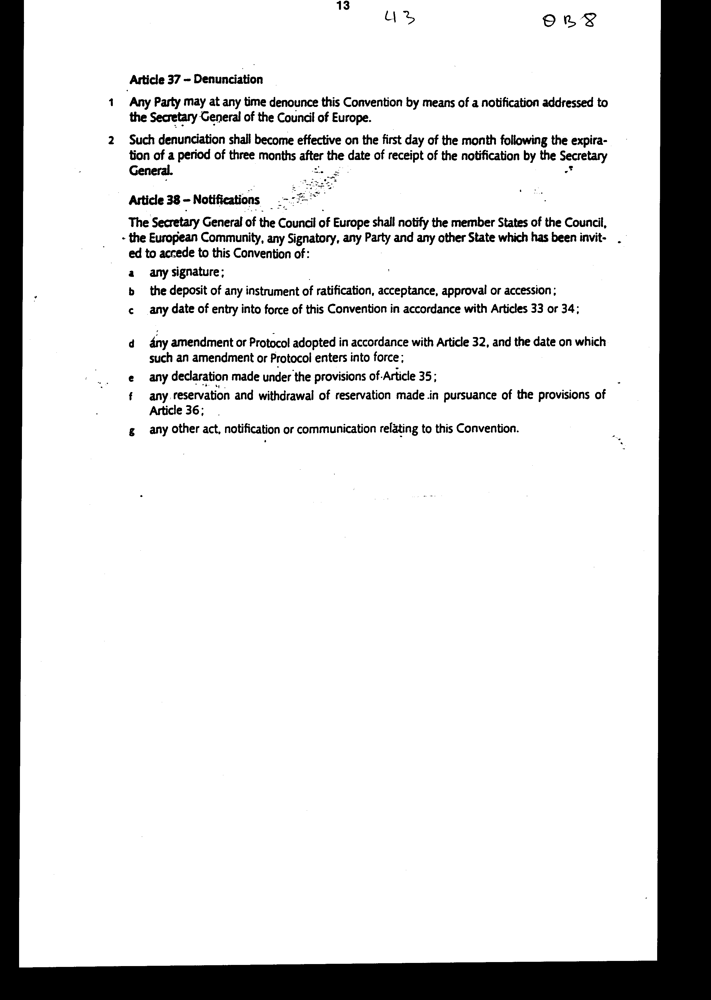 13
43
OB8
Article 37 – Denunciation
1 Any Party may at any time denounce this Convention by means of a notification addressed to
the Secretary General of the Council of Europe.
2 Such denunciation shall become effective on the first day of the month following the expira-
tion of a period of three months after the date of receipt of the notification by the Secretary
General.
Article 38 – Notifications
The Secretary General of the Council of Europe shall notify the member States of the Council,
the European Community, any Signatory, any Party and any other State which has been invit-
ed to accede to this Convention of:
a any signature;
b the deposit of any instrument of ratification, acceptance, approval or accession;
c any date of entry into force of this Convention in accordance with Articles 33 or 34;
d any amendment or Protocol adopted in accordance with Article 32, and the date on which
such an amendment or Protocol enters into force;
e any declaration made under the provisions of Article 35;
f any reservation and withdrawal of reservation made in pursuance of the provisions of
Article 36;
g any other act, notification or communication relating to this Convention.